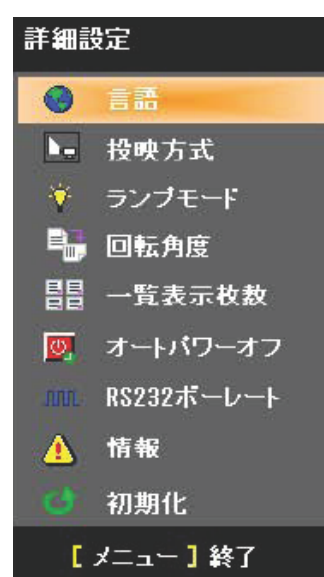 詳細設定
言語
投映方式
ランプモード
回転角度
一覧表示枚数
オートパワーオフ
RS232ボーレート
情報
初期化
[ メニュー ] 終了